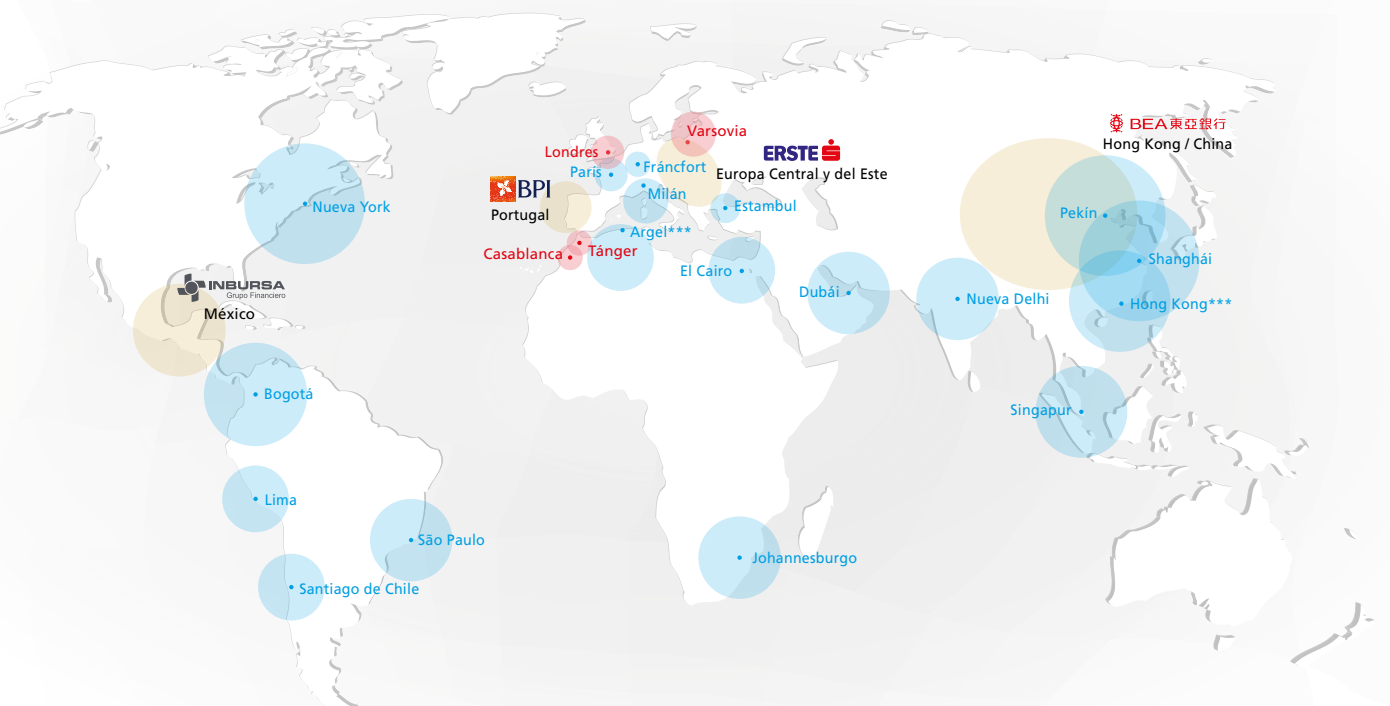 Varsovia
BEA東亞銀行
Hong Kong / China
Londres
ERSTE
París
Fráncfort
Europa Central y del Este
BPI
Milán
Portugal
Nueva York
Estambul
Pekín
Argel***
Casablanca
Tánger
Shanghái
El Cairo
INBURSA
Grupo Financiero
México
Dubái
Nueva Delhi
Hong Kong***
Bogotá
Singapur
Lima
São Paulo
Johannesburgo
Santiago de Chile